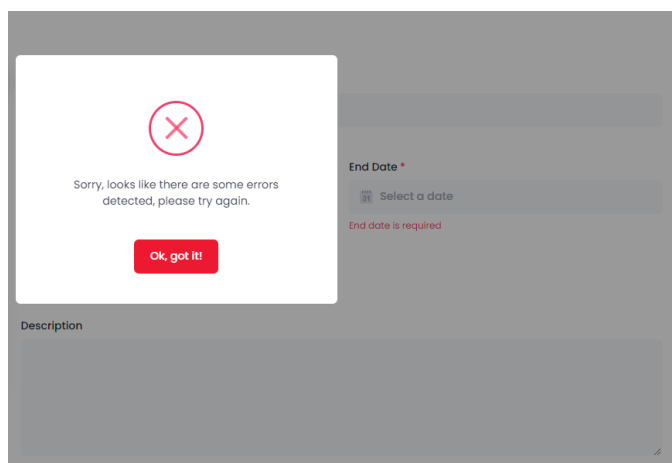 Sorry, looks like there are some errors
detected, please try again.
Ok, got it!
End Date *
21 Select a date
End date is required
Description